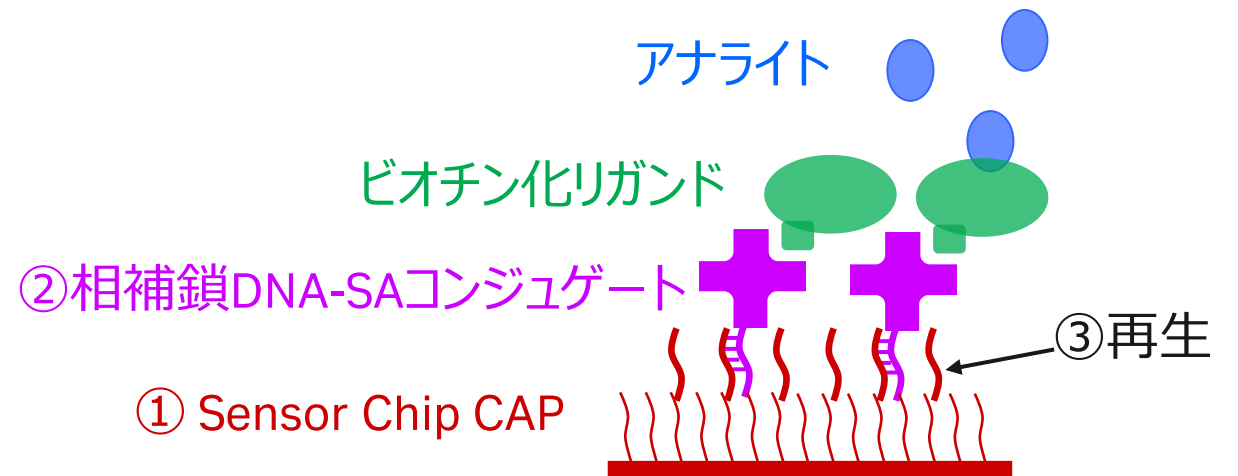 アナライト
ビオチン化リガンド
②相補鎖DNA-SAコンジュゲート
③再生
① Sensor Chip CAP